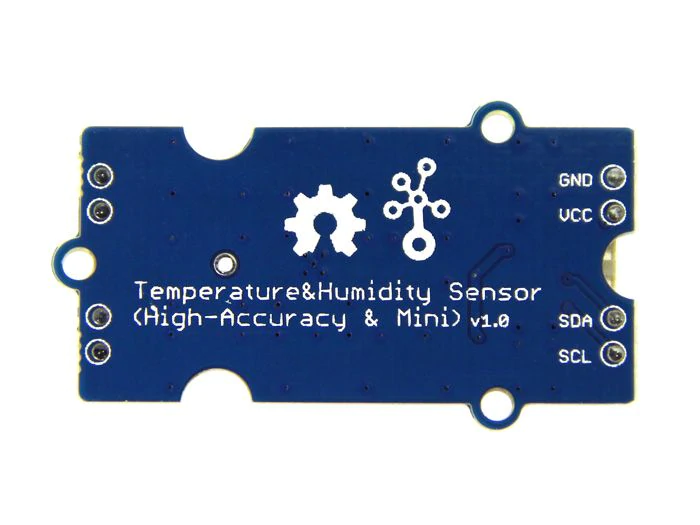 GND
VCC
Temperature&Humidity Sensor
(High-Accuracy & Mini) v1.0
SDA
SCL